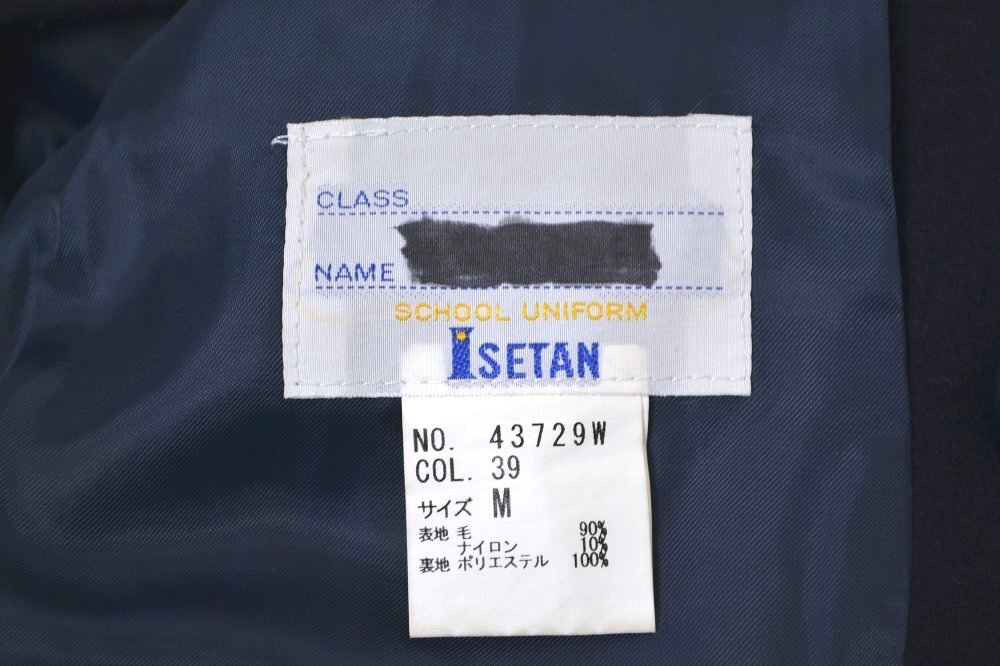 CLASS
NAME
SCHOOL UNIFORM
ISETAN
NO. 43729W
COL. 39
サイズ M
表地 毛 90%
ナイロン 10%
裏地 ポリエステル 100%